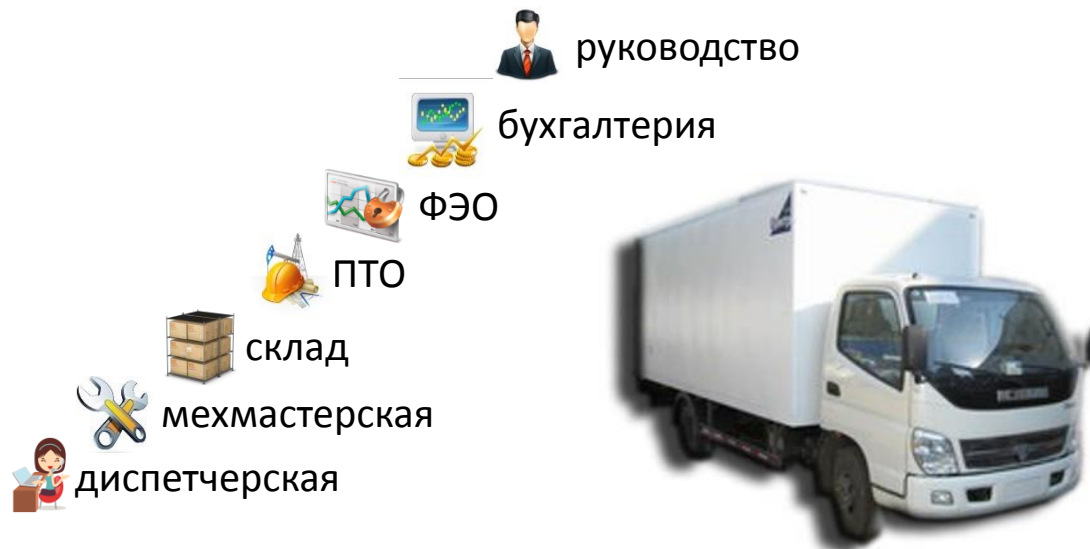 руководство
бухгалтерия
ФЭО
ПТО
склад
мехмастерская
диспетчерская